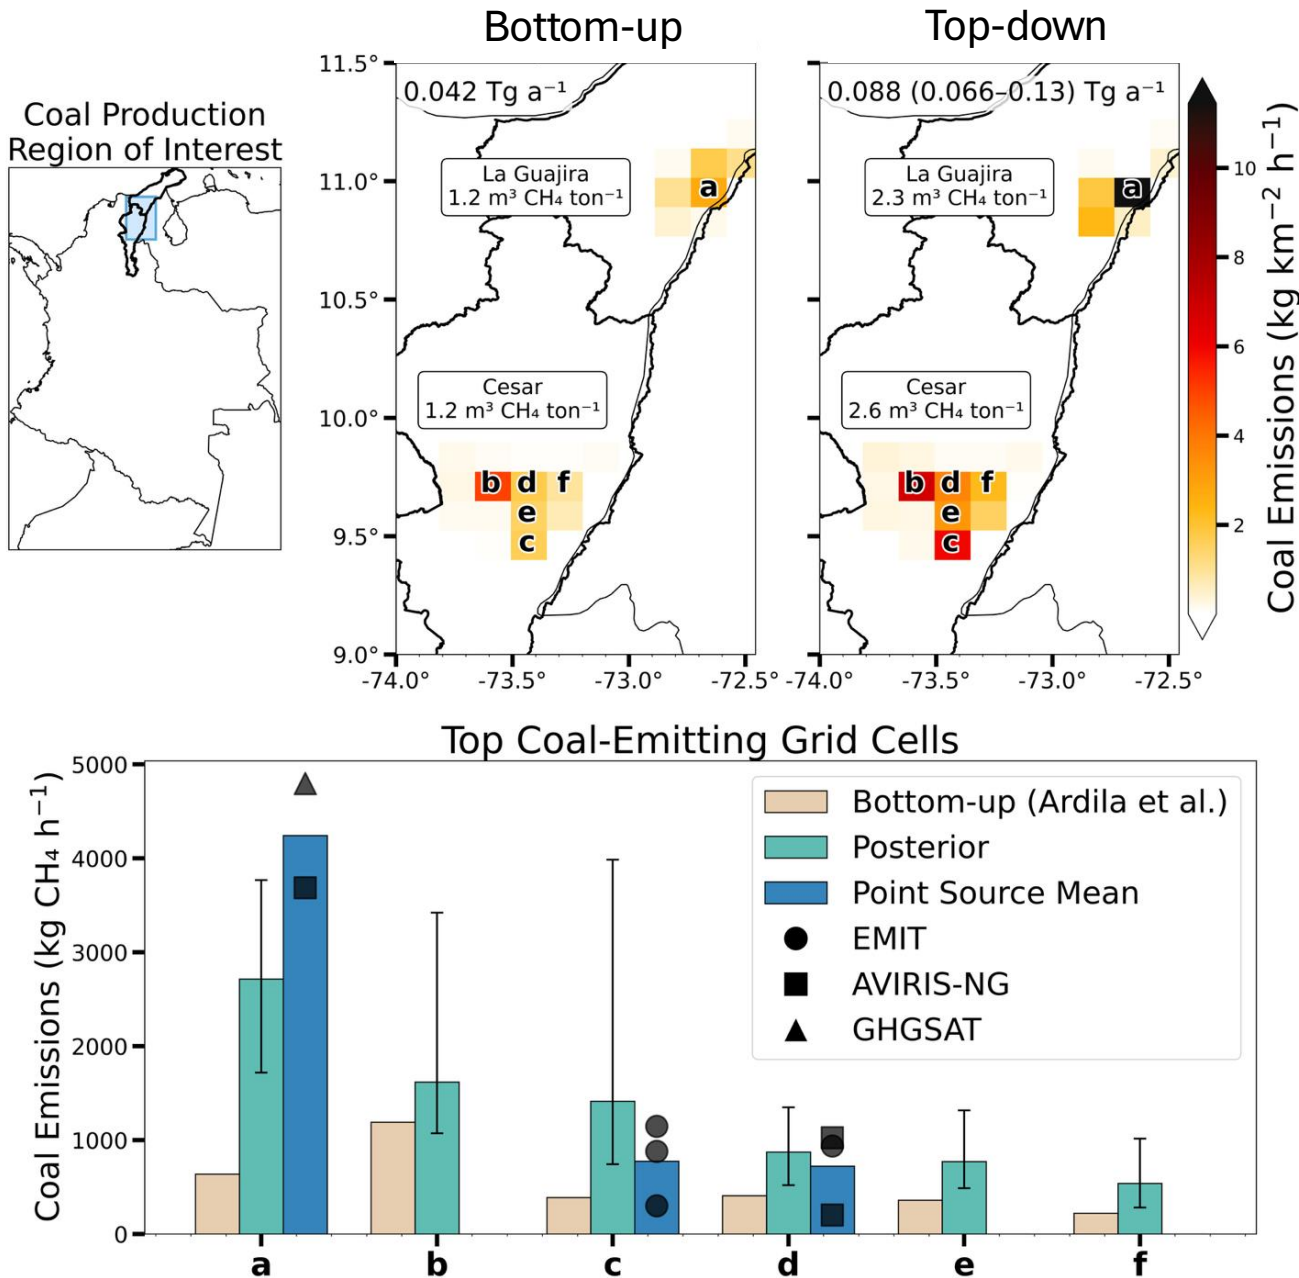 Bottom-up
Top-down
Coal Production
Region of Interest
11.5°
11.0°
10.5°
10.0°
9.5°
9.0°
0.042 Tg a⁻¹
La Guajira
1.2 m³ CH₄ ton⁻¹
a
Cesar
1.2 m³ CH₄ ton⁻¹
b d f
e
c
-74.0° -73.5° -73.0° -72.5°
0.088 (0.066–0.13) Tg a⁻¹
La Guajira
2.3 m³ CH₄ ton⁻¹
a
Cesar
2.6 m³ CH₄ ton⁻¹
b d f
e
c
-74.0° -73.5° -73.0° -72.5°
10
8
6
4
2
Coal Emissions (kg km⁻² h⁻¹)
Top Coal-Emitting Grid Cells
Coal Emissions (kg CH₄ h⁻¹)
5000
4000
3000
2000
1000
0
Bottom-up (Ardila et al.)
Posterior
Point Source Mean
EMIT
AVIRIS-NG
GHGSAT
a b c d e f